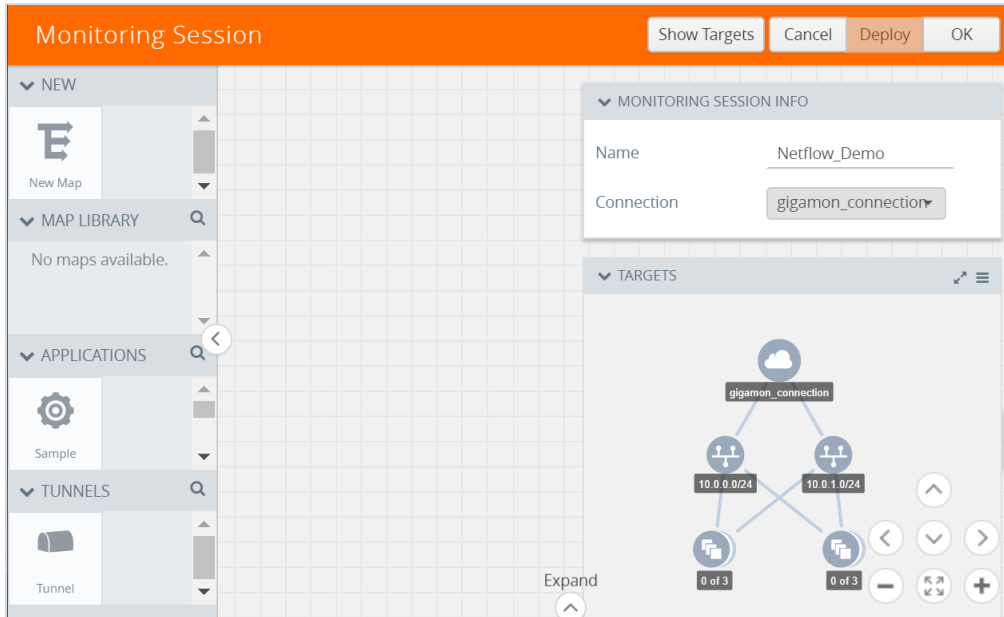 Monitoring Session
Show Targets
Cancel
Deploy
OK
NEW
New Map
MAP LIBRARY
No maps available.
APPLICATIONS
Sample
TUNNELS
Tunnel
MONITORING SESSION INFO
Name
Netflow_Demo
Connection
gigamon_connection
TARGETS
gigamon_connection
10.0.0.0/24
10.0.1.0/24
0 of 3
0 of 3
Expand